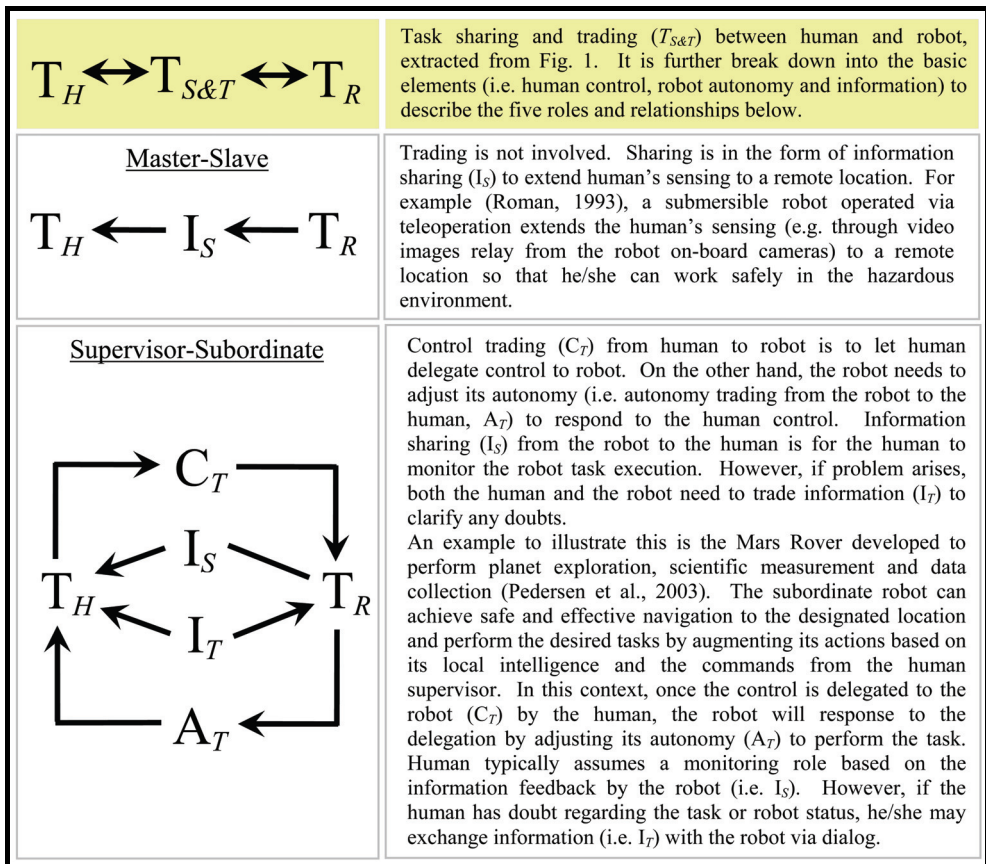 T_H ↔ T_S&T ↔ T_R
Task sharing and trading (T_S&T) between human and robot,
extracted from Fig. 1. It is further break down into the basic
elements (i.e. human control, robot autonomy and information) to
describe the five roles and relationships below.
Master-Slave
T_H ← I_S ← T_R
Trading is not involved. Sharing is in the form of information
sharing (I_S) to extend human's sensing to a remote location. For
example (Roman, 1993), a submersible robot operated via
teleoperation extends the human's sensing (e.g. through video
images relay from the robot on-board cameras) to a remote
location so that he/she can work safely in the hazardous
environment.
Supervisor-Subordinate
C_T
I_S
T_H T_R
I_T
A_T
Control trading (C_T) from human to robot is to let human
delegate control to robot. On the other hand, the robot needs to
adjust its autonomy (i.e. autonomy trading from the robot to the
human, A_T) to respond to the human control. Information
sharing (I_S) from the robot to the human is for the human to
monitor the robot task execution. However, if problem arises,
both the human and the robot need to trade information (I_T) to
clarify any doubts.
An example to illustrate this is the Mars Rover developed to
perform planet exploration, scientific measurement and data
collection (Pedersen et al., 2003). The subordinate robot can
achieve safe and effective navigation to the designated location
and perform the desired tasks by augmenting its actions based on
its local intelligence and the commands from the human
supervisor. In this context, once the control is delegated to the
robot (C_T) by the human, the robot will response to the
delegation by adjusting its autonomy (A_T) to perform the task.
Human typically assumes a monitoring role based on the
information feedback by the robot (i.e. I_S). However, if the
human has doubt regarding the task or robot status, he/she may
exchange information (i.e. I_T) with the robot via dialog.